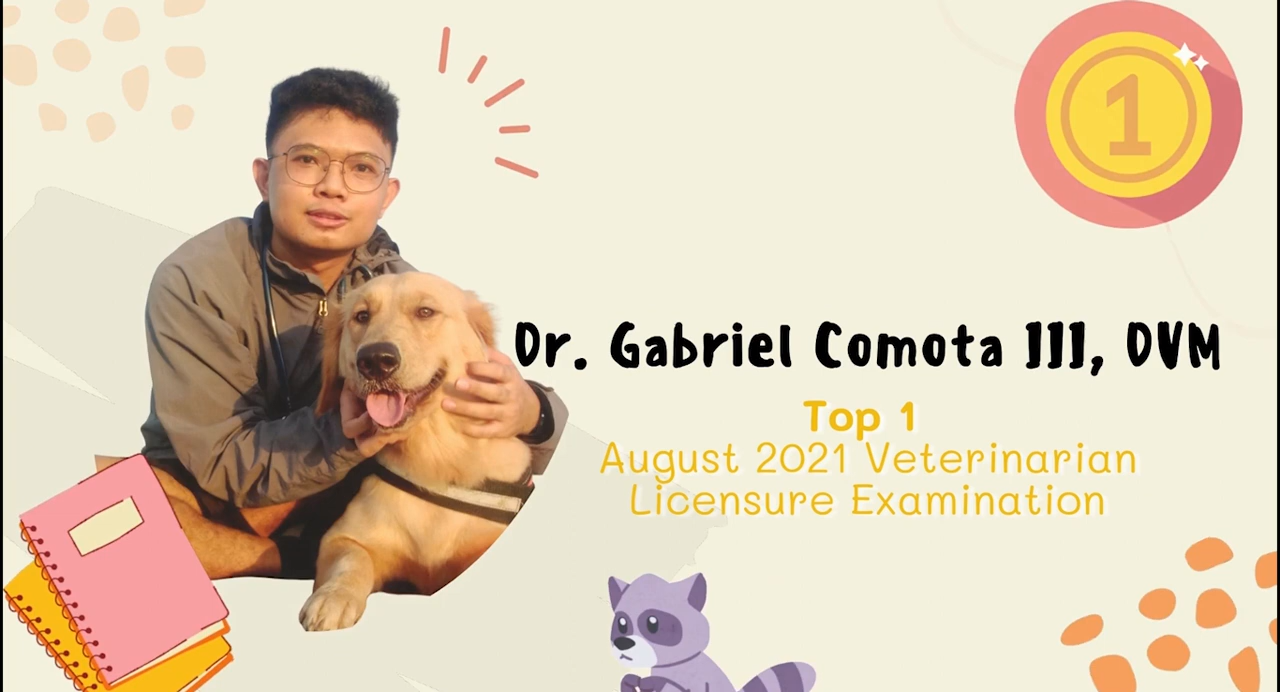 1
Dr. Gabriel Comota III, DVM
Top 1
August 2021 Veterinarian
Licensure Examination